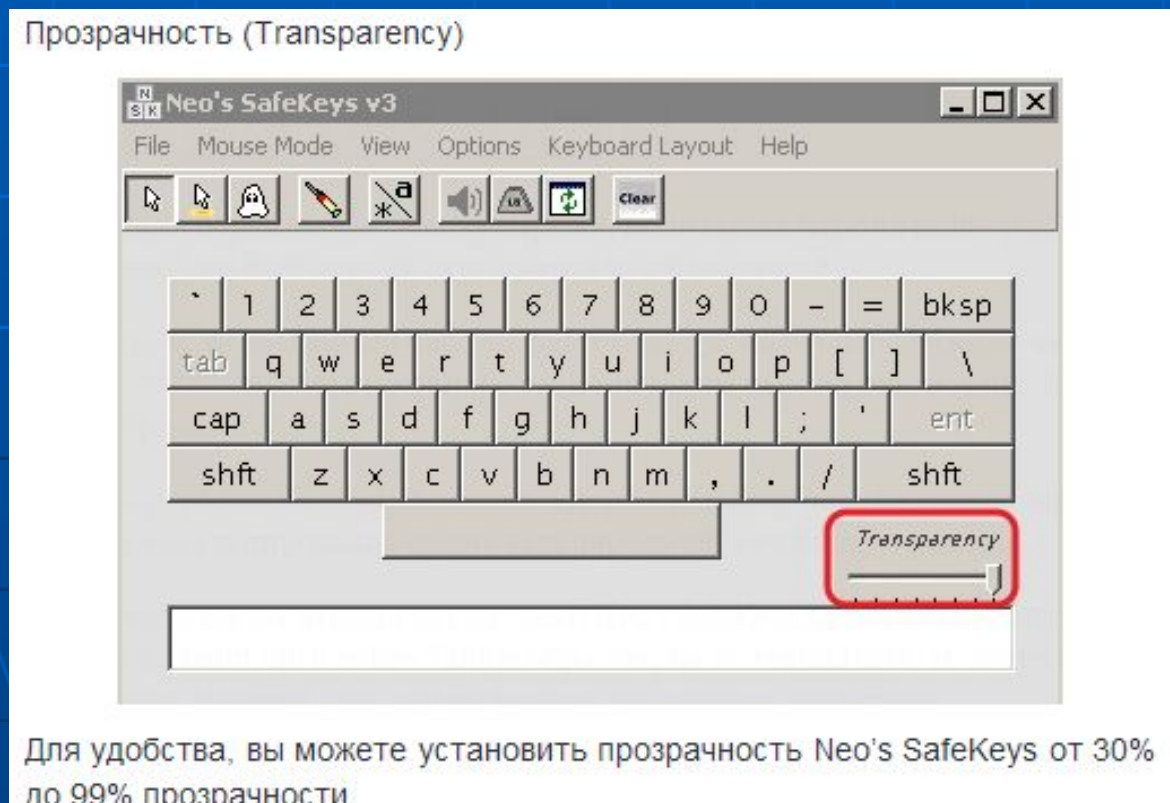 Прозрачность (Transparency)
N
S K
Neo's SafeKeys v3
File Mouse Mode View Options Keyboard Layout Help
a
*
Clear
` 1 2 3 4 5 6 7 8 9 0 - = bksp
tab q w e r t y u i o p [ ] \
cap a s d f g h j k l ; ' ent
shft z x c v b n m , . / shft
Transparency
Для удобства, вы можете установить прозрачность Neo's SafeKeys от 30%
до 99% прозрачности